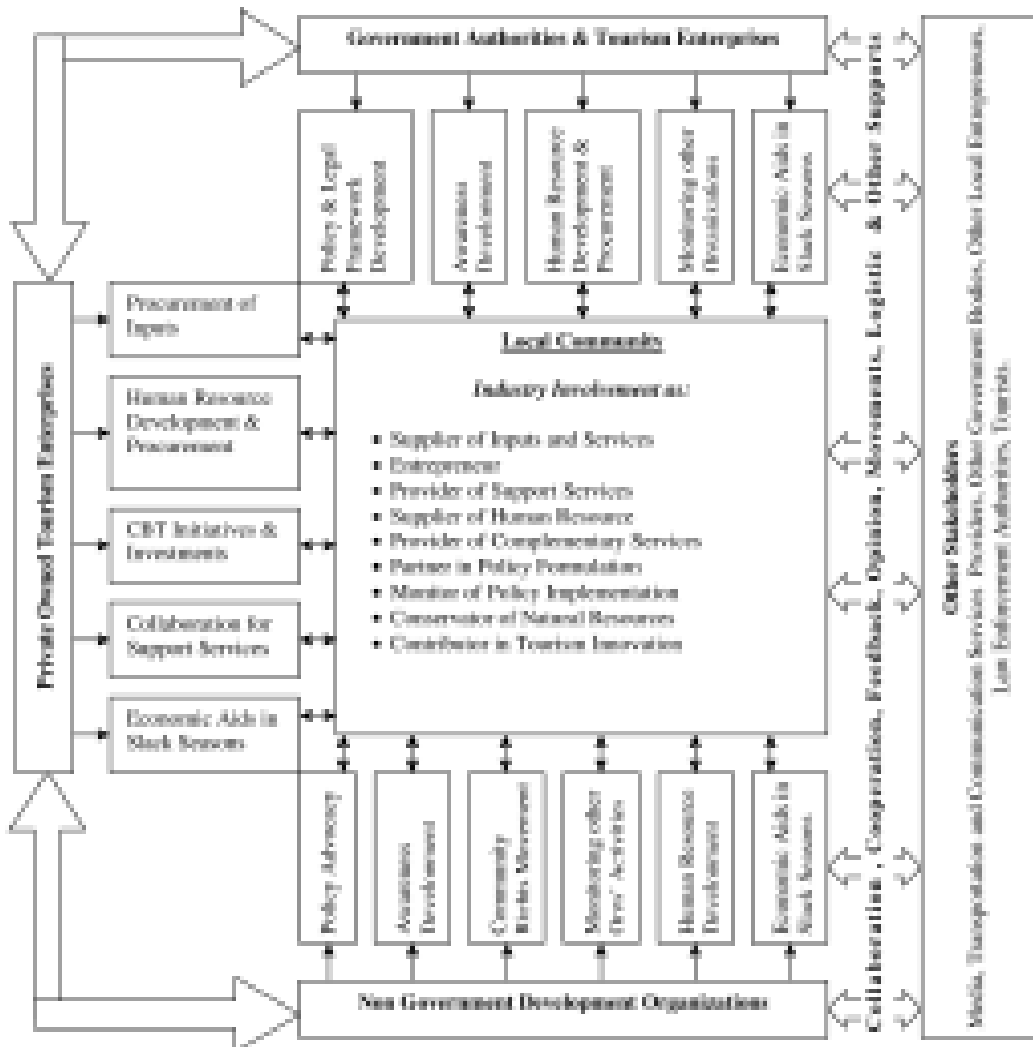 Government Authorities & Tourism Enterprises
Policy & Legal
Framework
Development
Awareness
Development
Human Resource
Development &
Procurement
Monitoring other
Organizations
Economic Aids in
Slack Seasons
Private Owned Tourism Enterprises
Procurement of
Inputs
Human Resource
Development &
Procurement
CBT Initiatives &
Investments
Collaboration for
Support Services
Economic Aids in
Slack Seasons
Local Community
Industry Involvement as:
• Supplier of Inputs and Services
• Entrepreneur
• Provider of Support Services
• Supplier of Human Resource
• Provider of Complementary Services
• Partner in Policy Formulation
• Monitor of Policy Implementation
• Conservator of Natural Resources
• Contributor in Tourism Innovation
Policy Advocacy
Awareness
Development
Community
Rights Movement
Monitoring other
Orgs' Activities
Human Resource
Development
Economic Aids in
Slack Seasons
Non Government Development Organizations
Collaboration, Cooperation, Feedback, Opinion, Movements, Logistic & Other Supports
Other Stakeholders
Media, Transportation and Communication Services Providers, Other Government Bodies, Other Local Entrepreneurs,
Law Enforcement Authorities, Tourists.